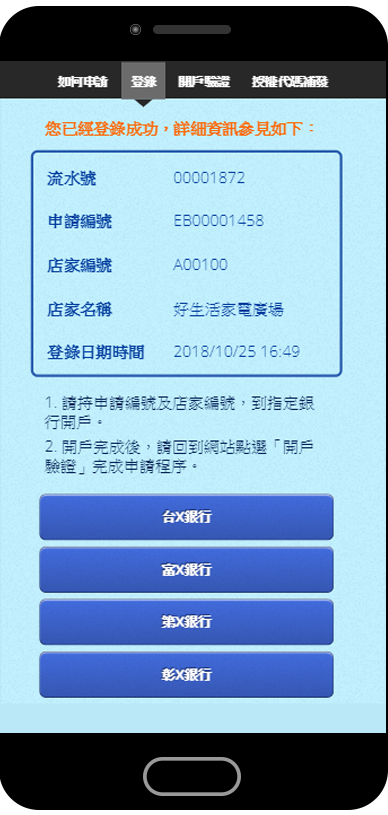 如何申請 登錄 開戶驗證 授權代碼補發
您已經登錄成功，詳細資訊參見如下：
流水號 00001872
申請編號 EB00001458
店家編號 A00100
店家名稱 好生活家電廣場
登錄日期時間 2018/10/25 16:49
1. 請持申請編號及店家編號，到指定銀
行開戶。
2. 開戶完成後，請回到網站點選「開戶
驗證」完成申請程序。
台X銀行
富X銀行
第X銀行
彰X銀行